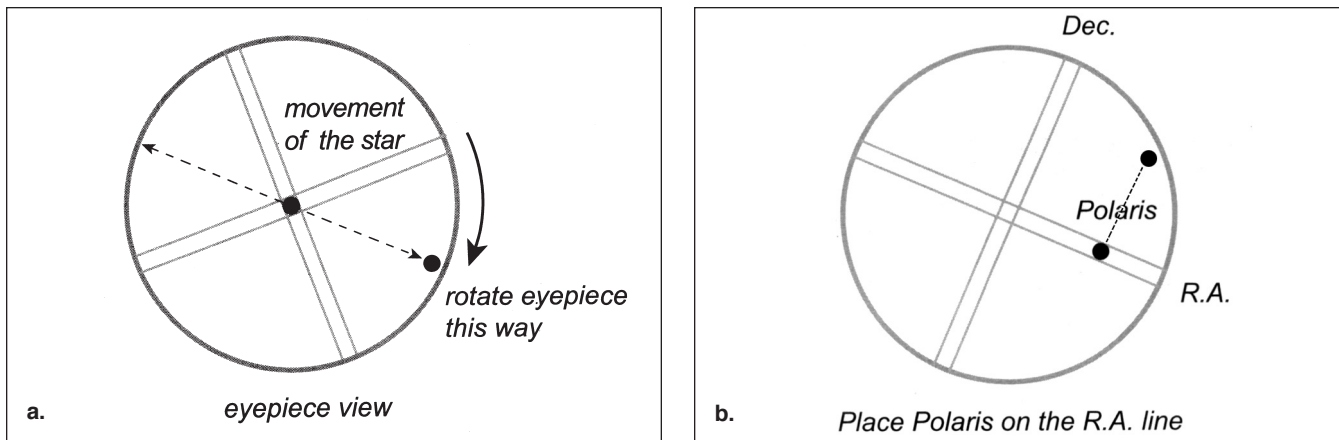 movement
of the star
rotate eyepiece
this way
a.
eyepiece view
Dec.
Polaris
R.A.
b.
Place Polaris on the R.A. line